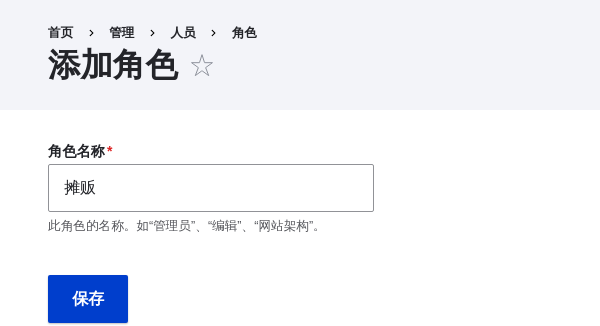 首页 › 管理 › 人员 › 角色
添加角色 ☆
角色名称*
摊贩
此角色的名称。如“管理员”、“编辑”、“网站架构”。
保存